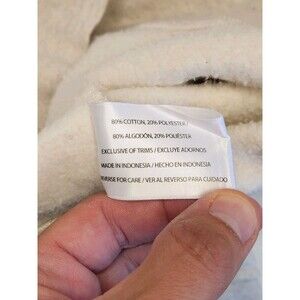 80% COTTON, 20% POLYESTER /
80% ALGODÓN, 20% POLIÉSTER
EXCLUSIVE OF TRIMS / EXCLUYE ADORNOS
MADE IN INDONESIA / HECHO EN INDONESIA
REVERSE FOR CARE / VER AL REVERSO PARA CUIDADO